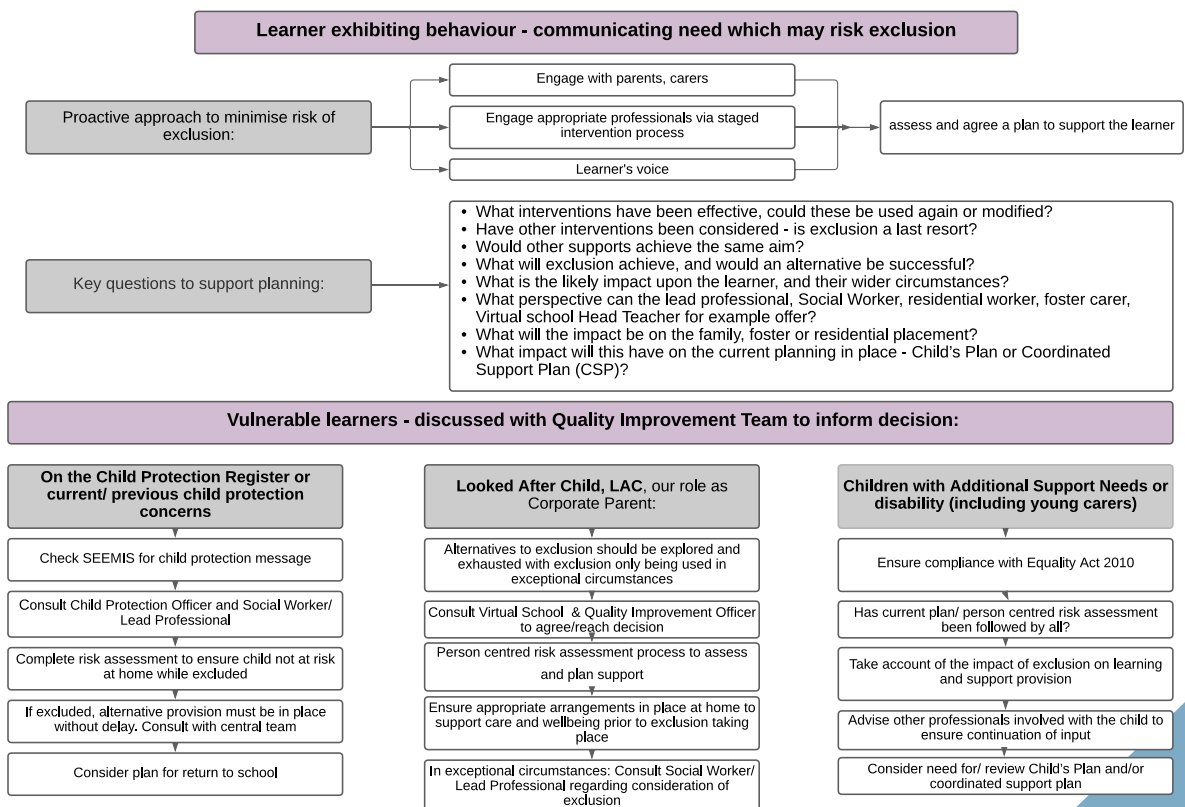 Learner exhibiting behaviour - communicating need which may risk exclusion
Proactive approach to minimise risk of
exclusion:
Engage with parents, carers
Engage appropriate professionals via staged
intervention process
Learner's voice
assess and agree a plan to support the learner
Key questions to support planning:
• What interventions have been effective, could these be used again or modified?
• Have other interventions been considered - is exclusion a last resort?
• Would other supports achieve the same aim?
• What will exclusion achieve, and would an alternative be successful?
• What is the likely impact upon the learner, and their wider circumstances?
• What perspective can the lead professional, Social Worker, residential worker, foster carer,
Virtual school Head Teacher for example offer?
• What will the impact be on the family, foster or residential placement?
• What impact will this have on the current planning in place - Child's Plan or Coordinated
Support Plan (CSP)?
Vulnerable learners - discussed with Quality Improvement Team to inform decision:
On the Child Protection Register or
current/ previous child protection
concerns
Check SEEMIS for child protection message
Consult Child Protection Officer and Social Worker/
Lead Professional
Complete risk assessment to ensure child not at risk
at home while excluded
If excluded, alternative provision must be in place
without delay. Consult with central team
Consider plan for return to school
Looked After Child, LAC, our role as
Corporate Parent:
Alternatives to exclusion should be explored and
exhausted with exclusion only being used in
exceptional circumstances
Consult Virtual School & Quality Improvement Officer
to agree/reach decision
Person centred risk assessment process to assess
and plan support
Ensure appropriate arrangements in place at home to
support care and wellbeing prior to exclusion taking
place
In exceptional circumstances: Consult Social Worker/
Lead Professional regarding consideration of
exclusion
Children with Additional Support Needs or
disability (including young carers)
Ensure compliance with Equality Act 2010
Has current plan/ person centred risk assessment
been followed by all?
Take account of the impact of exclusion on learning
and support provision
Advise other professionals involved with the child to
ensure continuation of input
Consider need for/ review Child's Plan and/or
coordinated support plan